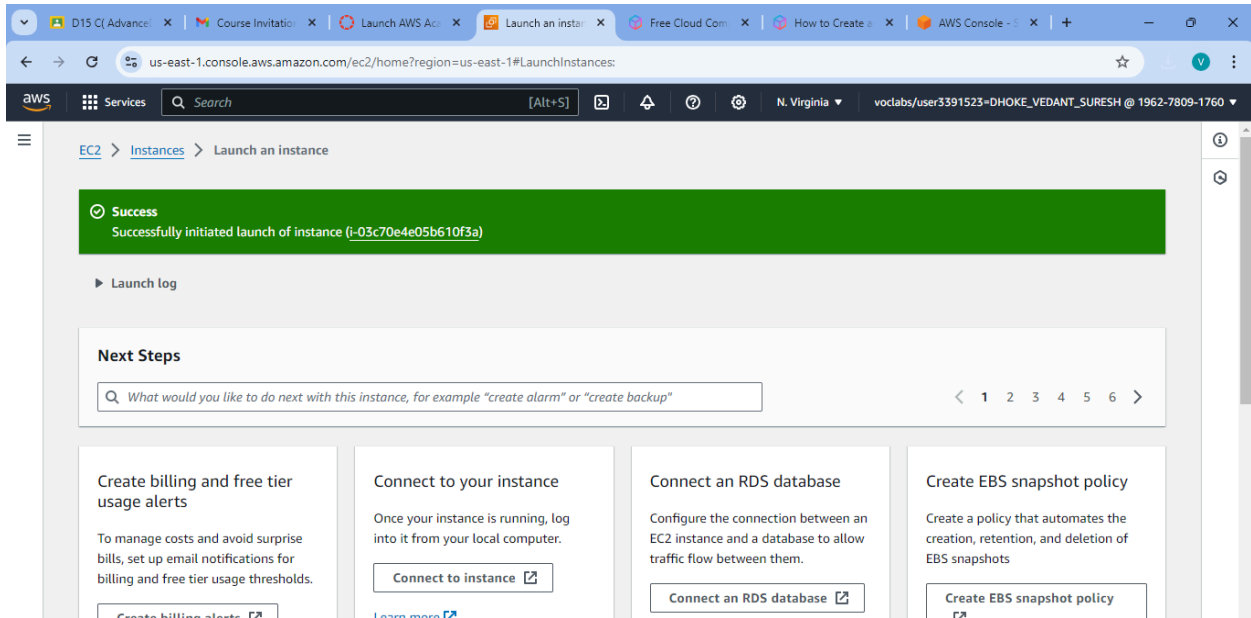 D15 C( Advance
Course Invitation
Launch AWS Aca
Launch an instan
Free Cloud Com
How to Create a
AWS Console - S
us-east-1.console.aws.amazon.com/ec2/home?region=us-east-1#LaunchInstances:
V
aws
Services
Search
[Alt+S]
N. Virginia
voclabs/user3391523=DHOKE_VEDANT_SURESH @ 1962-7809-1760
EC2 > Instances > Launch an instance
Success
Successfully initiated launch of instance (i-03c70e4e05b610f3a)
Launch log
Next Steps
What would you like to do next with this instance, for example "create alarm" or "create backup"
< 1 2 3 4 5 6 >
Create billing and free tier
usage alerts
To manage costs and avoid surprise
bills, set up email notifications for
billing and free tier usage thresholds.
Create billing alerts
Connect to your instance
Once your instance is running, log
into it from your local computer.
Connect to instance
Learn more
Connect an RDS database
Configure the connection between an
EC2 instance and a database to allow
traffic flow between them.
Connect an RDS database
Create EBS snapshot policy
Create a policy that automates the
creation, retention, and deletion of
EBS snapshots
Create EBS snapshot policy